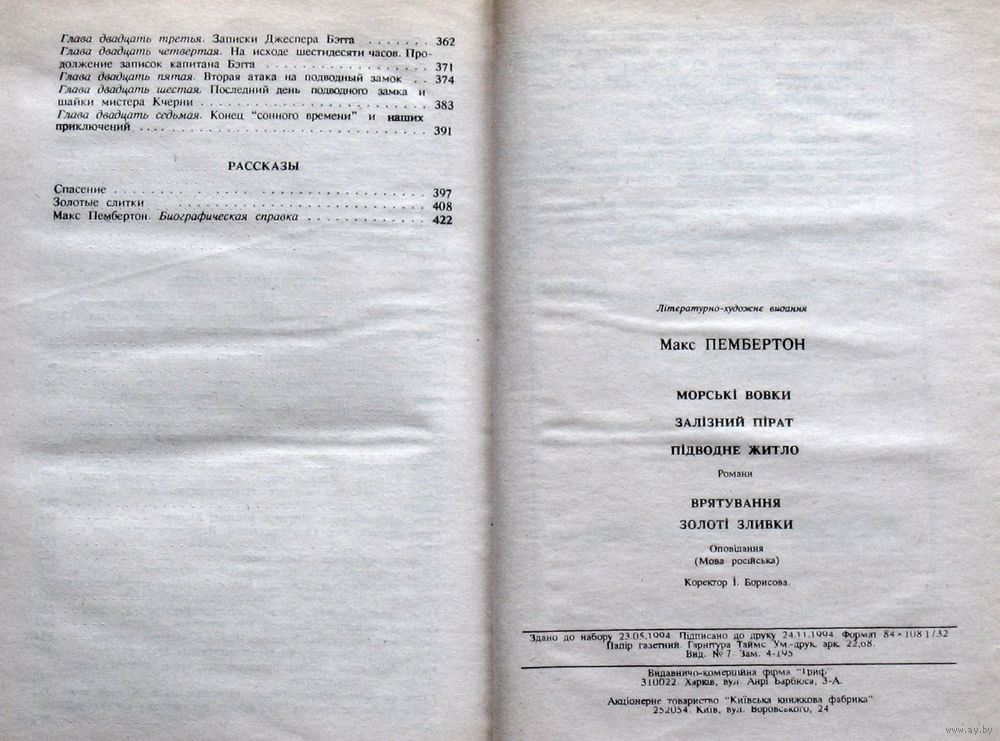 Глава двадцать третья. Записки Джеспера Бэгга . . . . . . . 362
Глава двадцать четвертая. На исходе шестидесяти часов. Про-
должение записок капитана Бэгга . . . . . . . . . . . . . . . 371
Глава двадцать пятая. Вторая атака на подводный замок . . 374
Глава двадцать шестая. Последний день подводного замка и
шайки мистера Кчерни . . . . . . . . . . . . . . . . . . . . . 383
Глава двадцать седьмая. Конец "сонного времени" и наших
приключений . . . . . . . . . . . . . . . . . . . . . . . . . . 391
РАССКАЗЫ
Спасение . . . . . . . . . . . . . . . . . . . . . . . . . . . . 397
Золотые слитки . . . . . . . . . . . . . . . . . . . . . . . . 408
Макс Пембертон. Биографическая справка . . . . . . . . . . . 422
Літературно-художнє видання
Макс ПЕМБЕРТОН
МОРСЬКІ ВОВКИ
ЗАЛІЗНИЙ ПІРАТ
ПІДВОДНЕ ЖИТЛО
Романи
ВРЯТУВАННЯ
ЗОЛОТІ ЗЛИВКИ
Оповідання
(Мова російська)
Коректор І. Борисова.
Здано до набору 23.05.1994. Підписано до друку 24.11.1994. Формат 84×108 1/32
Папір газетний. Гарнітура Таймс. Ум.-друк. арк. 22,08.
Вид. № 7. Зам. 4-195
Видавничо-комерційна фірма "Гриф"
310022. Харків, вул. Анрі Барбюса, 3-А.
Акціонерне товариство "Київська книжкова фабрика"
252054. Київ, вул. Воровського, 24
www.ay.by